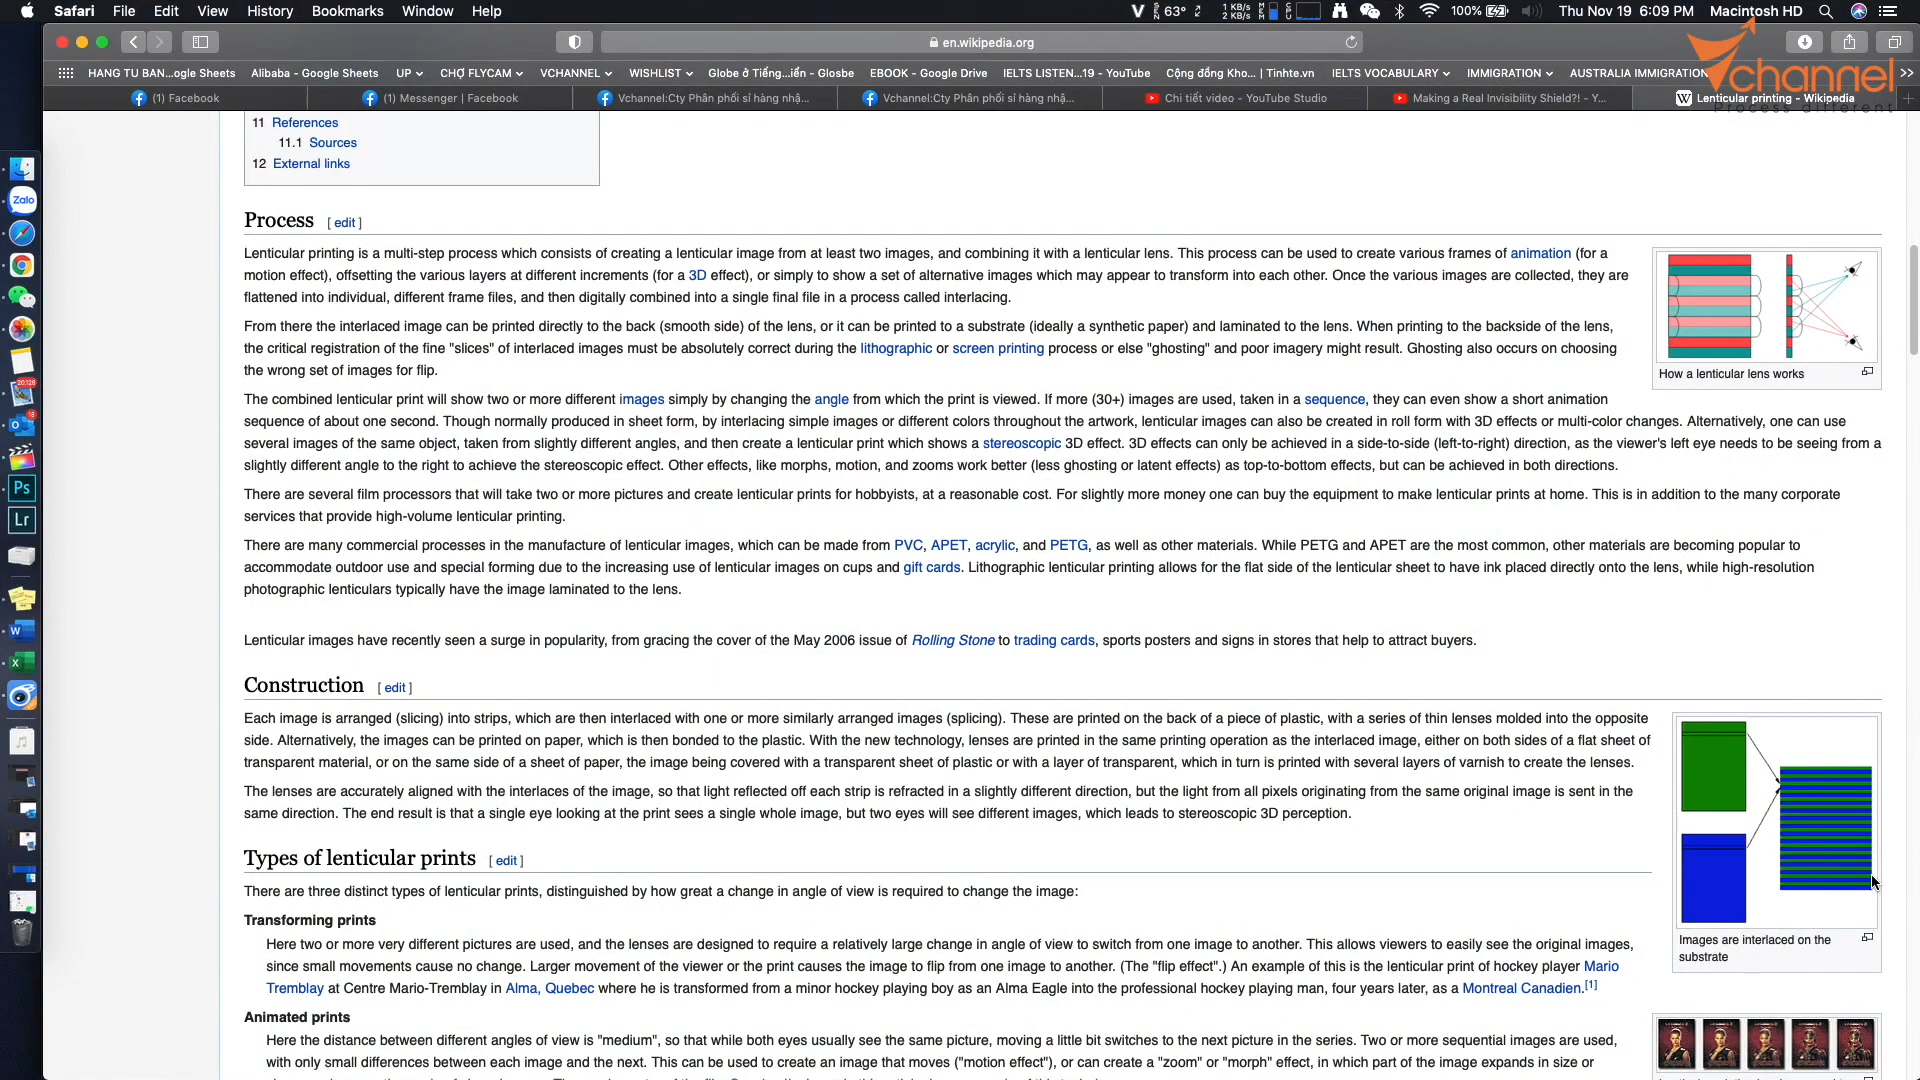 Safari File Edit View History Bookmarks Window Help
63° 1 KB/s 2 KB/s 100% Thu Nov 19 6:09 PM Macintosh HD
en.wikipedia.org
HANG TU BAN...ogle Sheets Alibaba - Google Sheets UP CHỢ FLYCAM VCHANNEL WISHLIST Globe ở Tiếng...iển - Glosbe EBOOK - Google Drive IELTS LISTEN...19 - YouTube Cộng đồng Kho... | Tinhte.vn IELTS VOCABULARY IMMIGRATION AUSTRALIA IMMIGRATION
Vchannel
Process different
(1) Facebook (1) Messenger | Facebook Vchannel:Cty Phân phối sỉ hàng nhậ... Vchannel:Cty Phân phối sỉ hàng nhậ... Chi tiết video - YouTube Studio Making a Real Invisibility Shield?! - Y... Lenticular printing - Wikipedia
11 References
11.1 Sources
12 External links
Process [ edit ]
Lenticular printing is a multi-step process which consists of creating a lenticular image from at least two images, and combining it with a lenticular lens. This process can be used to create various frames of animation (for a
motion effect), offsetting the various layers at different increments (for a 3D effect), or simply to show a set of alternative images which may appear to transform into each other. Once the various images are collected, they are
flattened into individual, different frame files, and then digitally combined into a single final file in a process called interlacing.
From there the interlaced image can be printed directly to the back (smooth side) of the lens, or it can be printed to a substrate (ideally a synthetic paper) and laminated to the lens. When printing to the backside of the lens,
the critical registration of the fine "slices" of interlaced images must be absolutely correct during the lithographic or screen printing process or else "ghosting" and poor imagery might result. Ghosting also occurs on choosing
the wrong set of images for flip.
How a lenticular lens works
The combined lenticular print will show two or more different images simply by changing the angle from which the print is viewed. If more (30+) images are used, taken in a sequence, they can even show a short animation
sequence of about one second. Though normally produced in sheet form, by interlacing simple images or different colors throughout the artwork, lenticular images can also be created in roll form with 3D effects or multi-color changes. Alternatively, one can use
several images of the same object, taken from slightly different angles, and then create a lenticular print which shows a stereoscopic 3D effect. 3D effects can only be achieved in a side-to-side (left-to-right) direction, as the viewer's left eye needs to be seeing from a
slightly different angle to the right to achieve the stereoscopic effect. Other effects, like morphs, motion, and zooms work better (less ghosting or latent effects) as top-to-bottom effects, but can be achieved in both directions.
There are several film processors that will take two or more pictures and create lenticular prints for hobbyists, at a reasonable cost. For slightly more money one can buy the equipment to make lenticular prints at home. This is in addition to the many corporate
services that provide high-volume lenticular printing.
There are many commercial processes in the manufacture of lenticular images, which can be made from PVC, APET, acrylic, and PETG, as well as other materials. While PETG and APET are the most common, other materials are becoming popular to
accommodate outdoor use and special forming due to the increasing use of lenticular images on cups and gift cards. Lithographic lenticular printing allows for the flat side of the lenticular sheet to have ink placed directly onto the lens, while high-resolution
photographic lenticulars typically have the image laminated to the lens.
Lenticular images have recently seen a surge in popularity, from gracing the cover of the May 2006 issue of Rolling Stone to trading cards, sports posters and signs in stores that help to attract buyers.
Construction [ edit ]
Each image is arranged (slicing) into strips, which are then interlaced with one or more similarly arranged images (splicing). These are printed on the back of a piece of plastic, with a series of thin lenses molded into the opposite
side. Alternatively, the images can be printed on paper, which is then bonded to the plastic. With the new technology, lenses are printed in the same printing operation as the interlaced image, either on both sides of a flat sheet of
transparent material, or on the same side of a sheet of paper, the image being covered with a transparent sheet of plastic or with a layer of transparent, which in turn is printed with several layers of varnish to create the lenses.
The lenses are accurately aligned with the interlaces of the image, so that light reflected off each strip is refracted in a slightly different direction, but the light from all pixels originating from the same original image is sent in the
same direction. The end result is that a single eye looking at the print sees a single whole image, but two eyes will see different images, which leads to stereoscopic 3D perception.
Images are interlaced on the
substrate
Types of lenticular prints [ edit ]
There are three distinct types of lenticular prints, distinguished by how great a change in angle of view is required to change the image:
Transforming prints
Here two or more very different pictures are used, and the lenses are designed to require a relatively large change in angle of view to switch from one image to another. This allows viewers to easily see the original images,
since small movements cause no change. Larger movement of the viewer or the print causes the image to flip from one image to another. (The "flip effect".) An example of this is the lenticular print of hockey player Mario
Tremblay at Centre Mario-Tremblay in Alma, Quebec where he is transformed from a minor hockey playing boy as an Alma Eagle into the professional hockey playing man, four years later, as a Montreal Canadien.[1]
Animated prints
Here the distance between different angles of view is "medium", so that while both eyes usually see the same picture, moving a little bit switches to the next picture in the series. Two or more sequential images are used,
with only small differences between each image and the next. This can be used to create an image that moves ("motion effect"), or can create a "zoom" or "morph" effect, in which part of the image expands in size or
Zalo
Ps
Lr